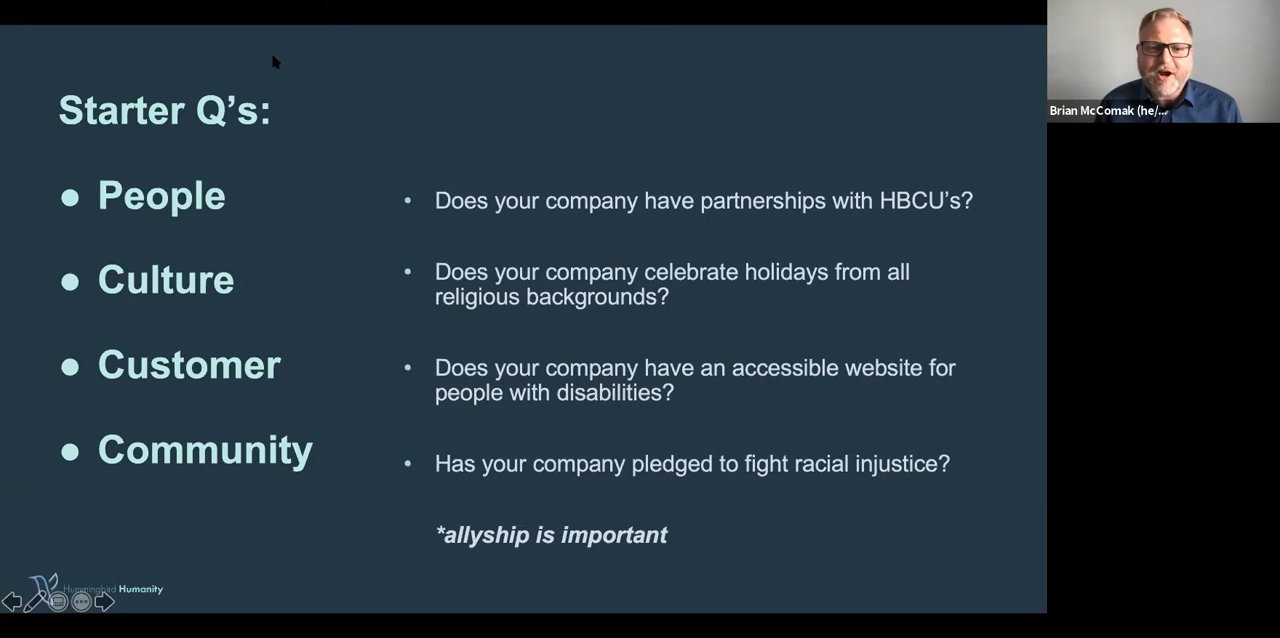 Starter Q's:
● People
● Culture
● Customer
● Community
• Does your company have partnerships with HBCU's?
• Does your company celebrate holidays from all
religious backgrounds?
• Does your company have an accessible website for
people with disabilities?
• Has your company pledged to fight racial injustice?
*allyship is important
Hummingbird Humanity
Brian McComak (he/...